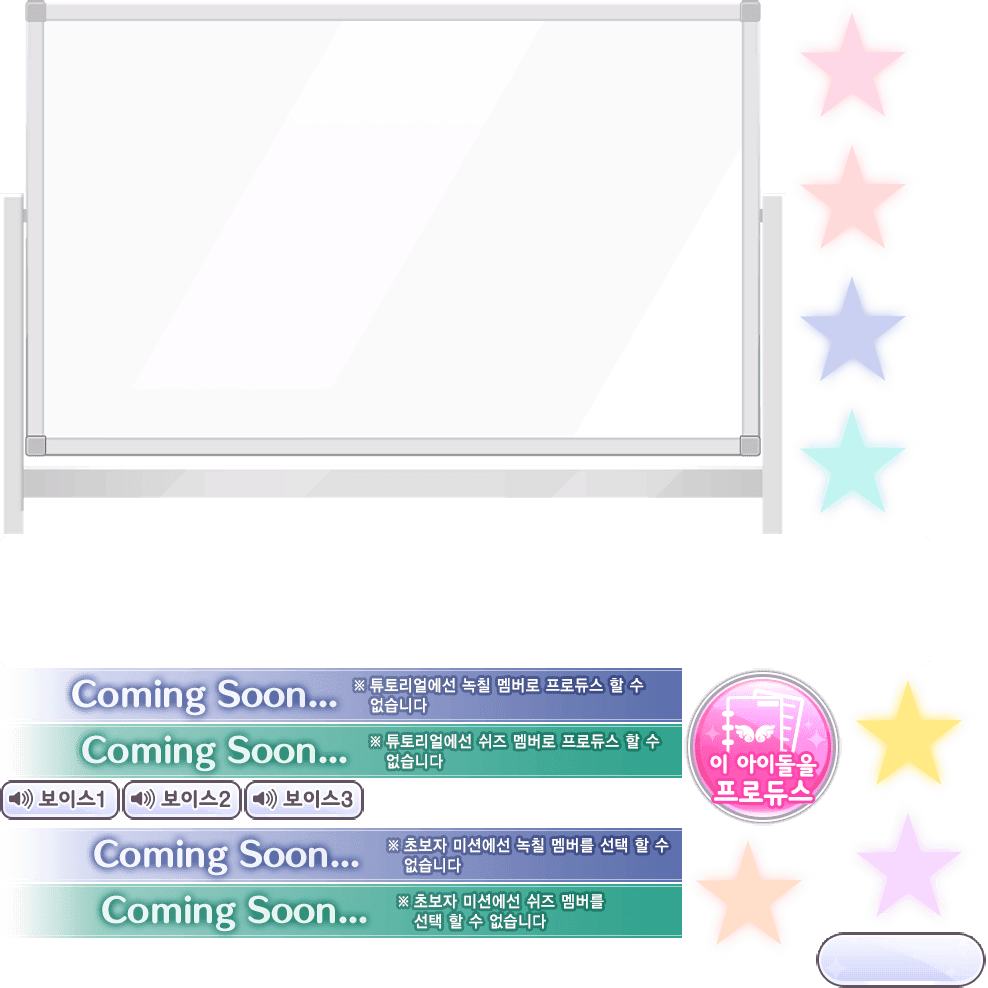 Coming Soon...
※ 튜토리얼에선 녹칠 멤버로 프로듀스 할 수
없습니다
Coming Soon...
※ 튜토리얼에선 쉬즈 멤버로 프로듀스 할 수
없습니다
이 아이돌을
프로듀스
보이스1
보이스2
보이스3
Coming Soon...
※ 초보자 미션에선 녹칠 멤버를 선택 할 수
없습니다
Coming Soon...
※ 초보자 미션에선 쉬즈 멤버를
선택 할 수 없습니다